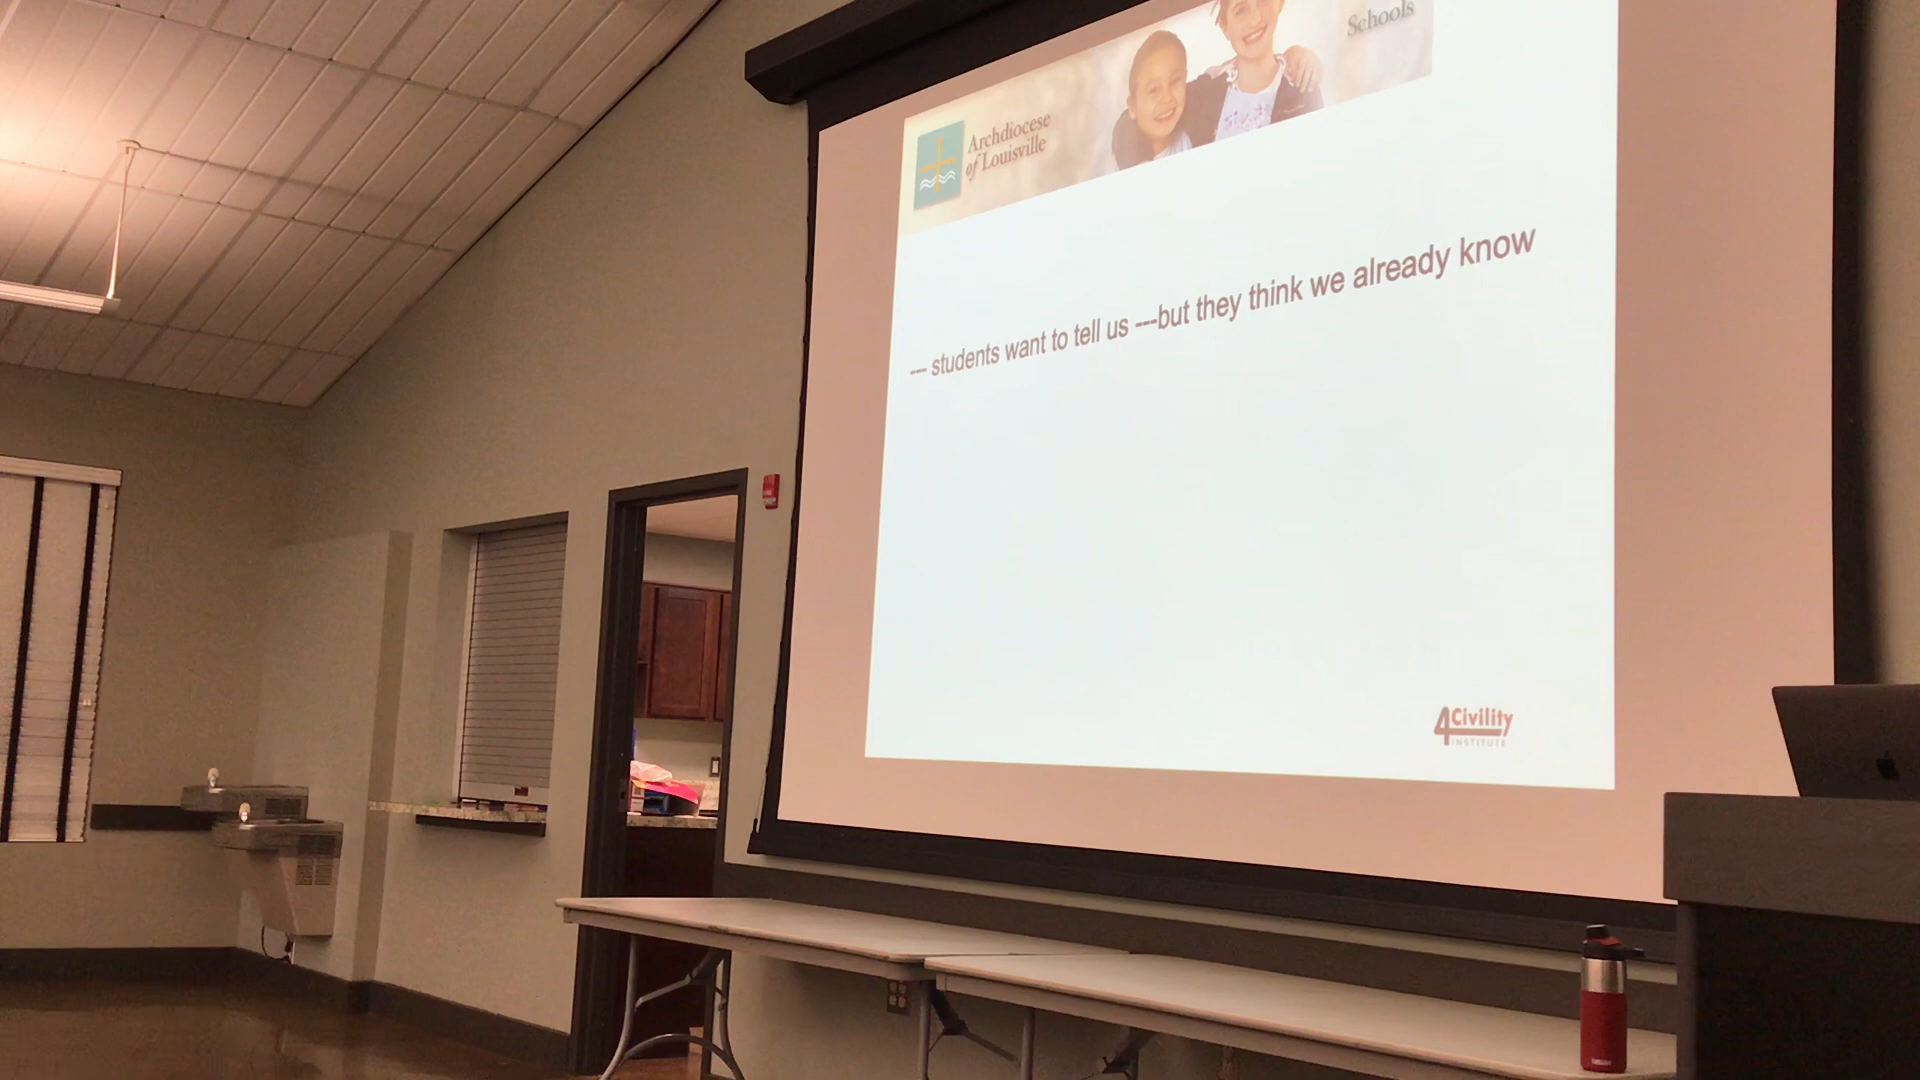 Schools
Archdiocese
of Louisville
--- students want to tell us ---but they think we already know
4Civility
INSTITUTE